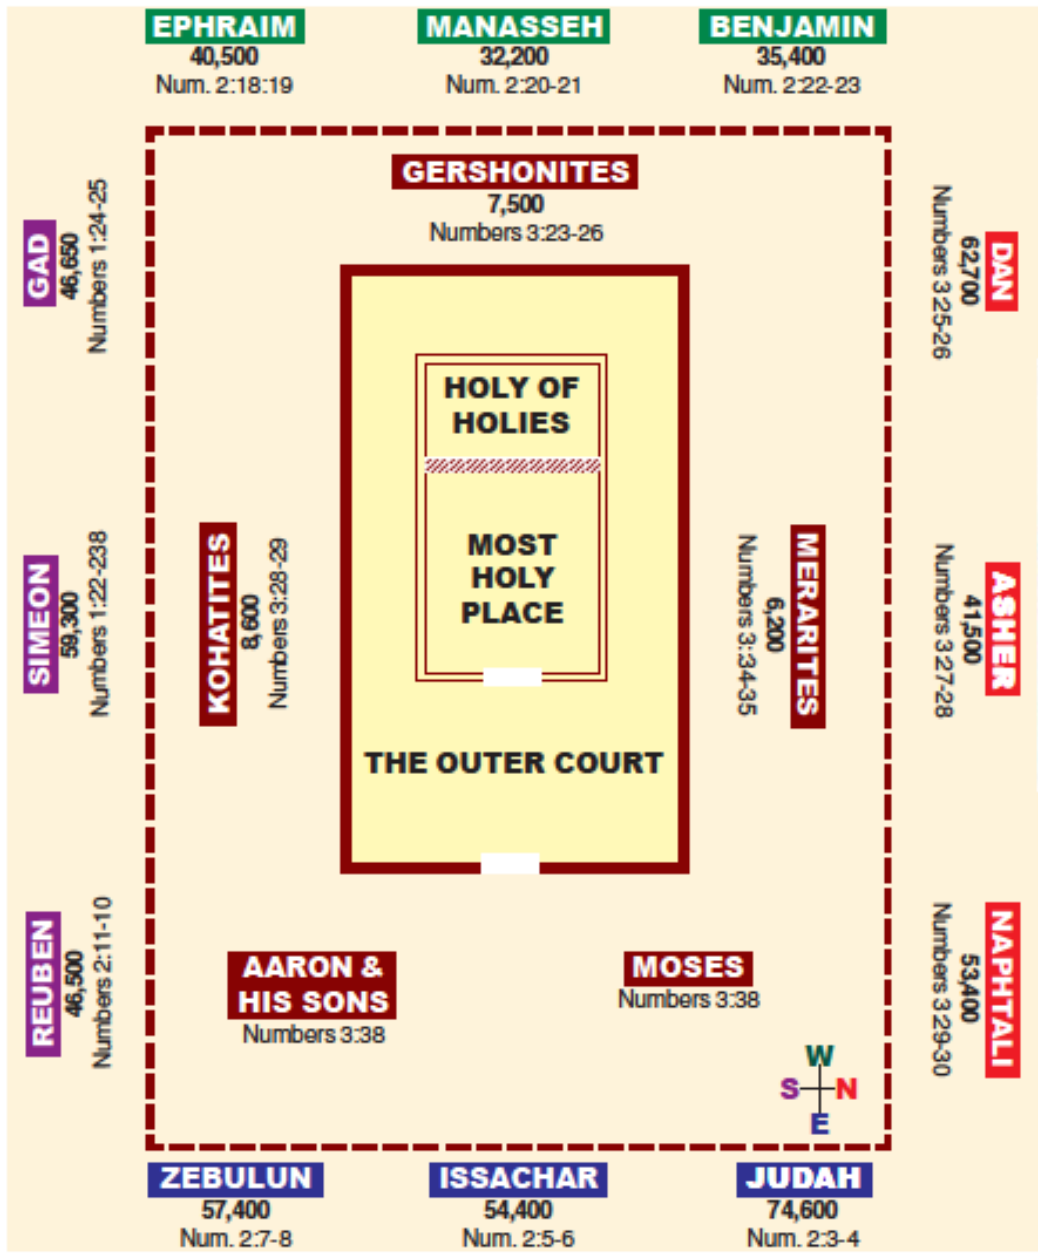 EPHRAIM
40,500
Num. 2:18:19
MANASSEH
32,200
Num. 2:20-21
BENJAMIN
35,400
Num. 2:22-23
GERSHONITES
7,500
Numbers 3:23-26
GAD
46,650
Numbers 1:24-25
DAN
62,700
Numbers 3 25-26
HOLY OF
HOLIES
MOST
HOLY
PLACE
SIMEON
59,300
Numbers 1:22-238
KOHATITES
8,600
Numbers 3:28-29
MERARITES
6,200
Numbers 3:34-35
ASHER
41,500
Numbers 3 27-28
THE OUTER COURT
REUBEN
46,500
Numbers 2:11-10
AARON &
HIS SONS
Numbers 3:38
MOSES
Numbers 3:38
NAPHTALI
53,400
Numbers 3 29-30
W
S N
E
ZEBULUN
57,400
Num. 2:7-8
ISSACHAR
54,400
Num. 2:5-6
JUDAH
74,600
Num. 2:3-4